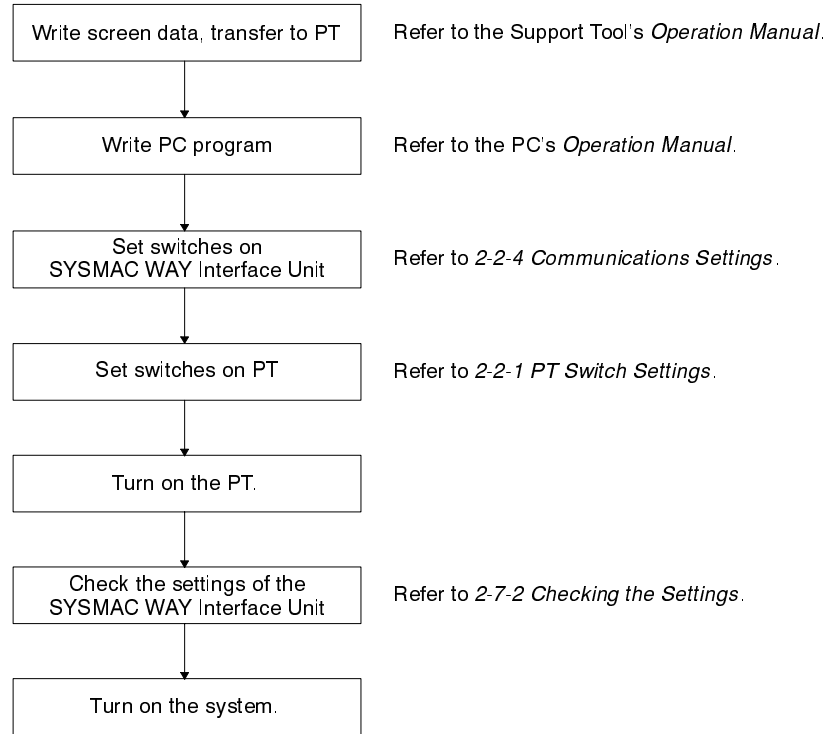 Write screen data, transfer to PT
Refer to the Support Tool's Operation Manual.
Write PC program
Refer to the PC's Operation Manual.
Set switches on
SYSMAC WAY Interface Unit
Refer to 2-2-4 Communications Settings.
Set switches on PT
Refer to 2-2-1 PT Switch Settings.
Turn on the PT.
Check the settings of the
SYSMAC WAY Interface Unit
Refer to 2-7-2 Checking the Settings.
Turn on the system.